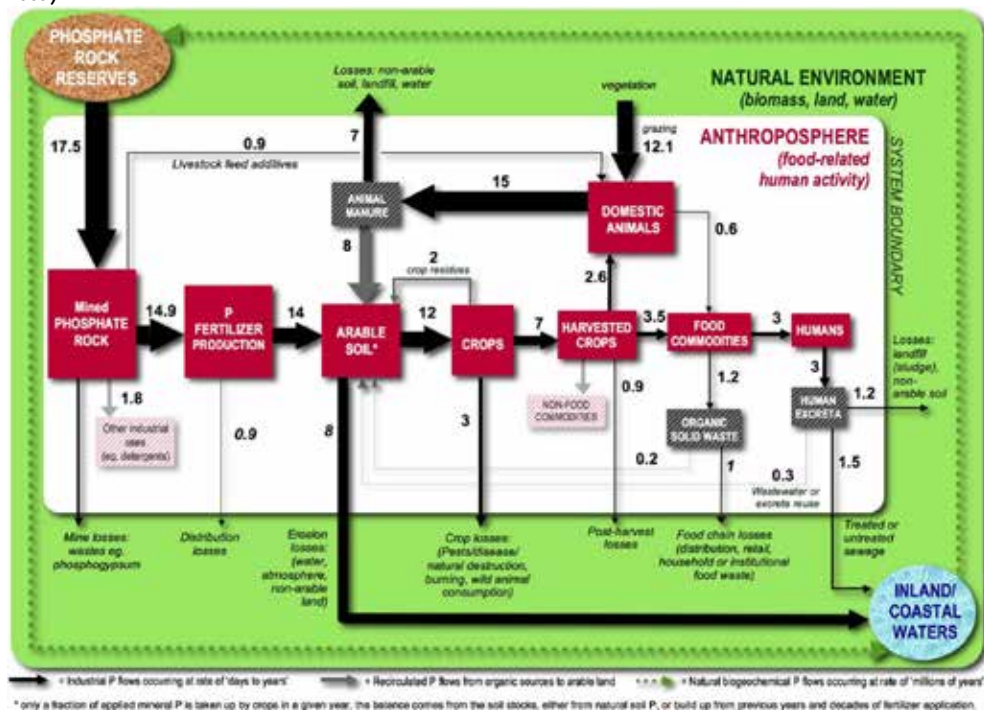 PHOSPHATE
ROCK
RESERVES
Losses: non-arable
soil, landfill, water
vegetation
NATURAL ENVIRONMENT
(biomass, land, water)
17.5
0.9
Livestock feed additives
7
grazing
12.1
ANTHROPOSPHERE
(food-related
human activity)
SYSTEM BOUNDARY
15
ANIMAL
MANURE
DOMESTIC
ANIMALS
0.6
8
2
crop residues
2.6
Mined
PHOSPHATE
ROCK
14.9
P
FERTILIZER
PRODUCTION
14
ARABLE
SOIL*
12
CROPS
7
HARVESTED
CROPS
3.5
FOOD
COMMODITIES
3
HUMANS
Losses:
landfill
(sludge),
non-
arable soil
1.8
Other industrial
uses
(eg. detergents)
0.9
8
3
NON-FOOD
COMMODITIES
0.9
1.2
ORGANIC
SOLID WASTE
3
HUMAN
EXCRETA
1.2
0.2
1
0.3
Wastewater or
excreta reuse
1.5
Mine losses:
wastes eg.
phosphogypsum
Distribution
losses
Erosion
losses:
(water,
atmosphere,
non-arable
land)
Crop losses:
(Pests/disease/
natural destruction,
burning, wild animal
consumption)
Post-harvest
losses
Food chain losses
(distribution, retail,
household or institutional
food waste)
Treated or
untreated
sewage
INLAND/
COASTAL
WATERS
= Industrial P flows occurring at rate of 'days to years'
= Recirculated P flows from organic sources to arable land
= Natural biogeochemical P flows occurring at rate of 'millions of years'
* only a fraction of applied mineral P is taken up by crops in a given year, the balance comes from the soil stocks, either from natural soil P, or build up from previous years and decades of fertilizer application.